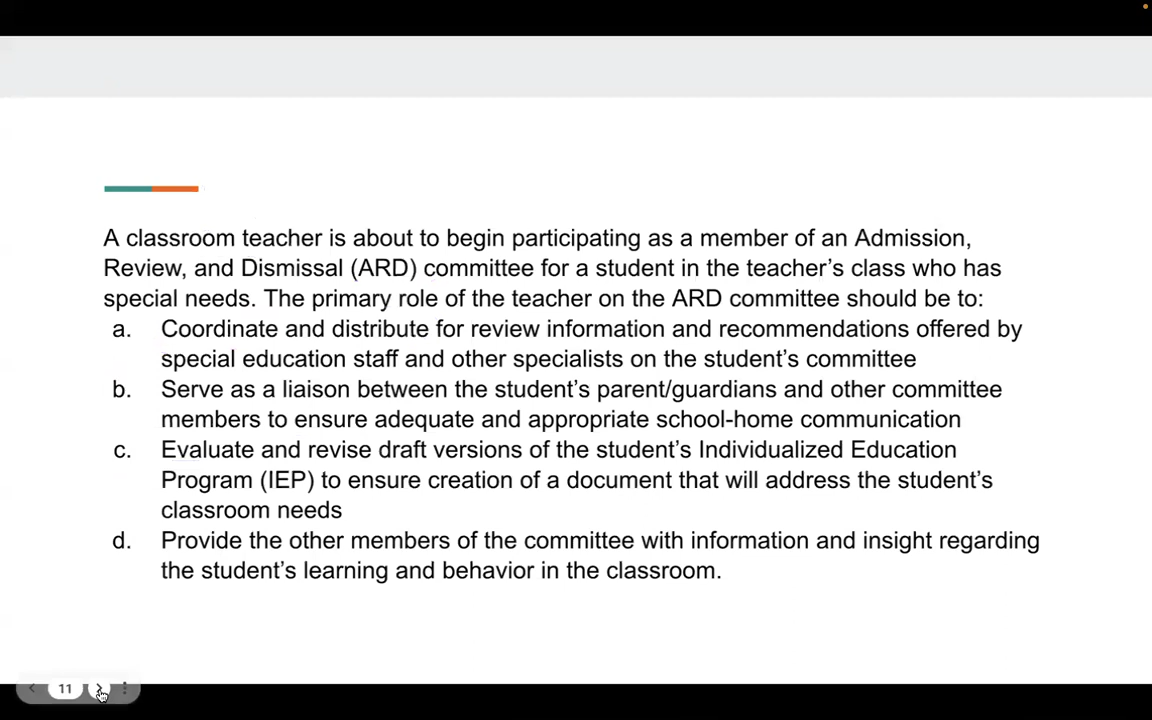 A classroom teacher is about to begin participating as a member of an Admission,
Review, and Dismissal (ARD) committee for a student in the teacher’s class who has
special needs. The primary role of the teacher on the ARD committee should be to:
a. Coordinate and distribute for review information and recommendations offered by
special education staff and other specialists on the student’s committee
b. Serve as a liaison between the student’s parent/guardians and other committee
members to ensure adequate and appropriate school-home communication
c. Evaluate and revise draft versions of the student’s Individualized Education
Program (IEP) to ensure creation of a document that will address the student’s
classroom needs
d. Provide the other members of the committee with information and insight regarding
the student’s learning and behavior in the classroom.
11